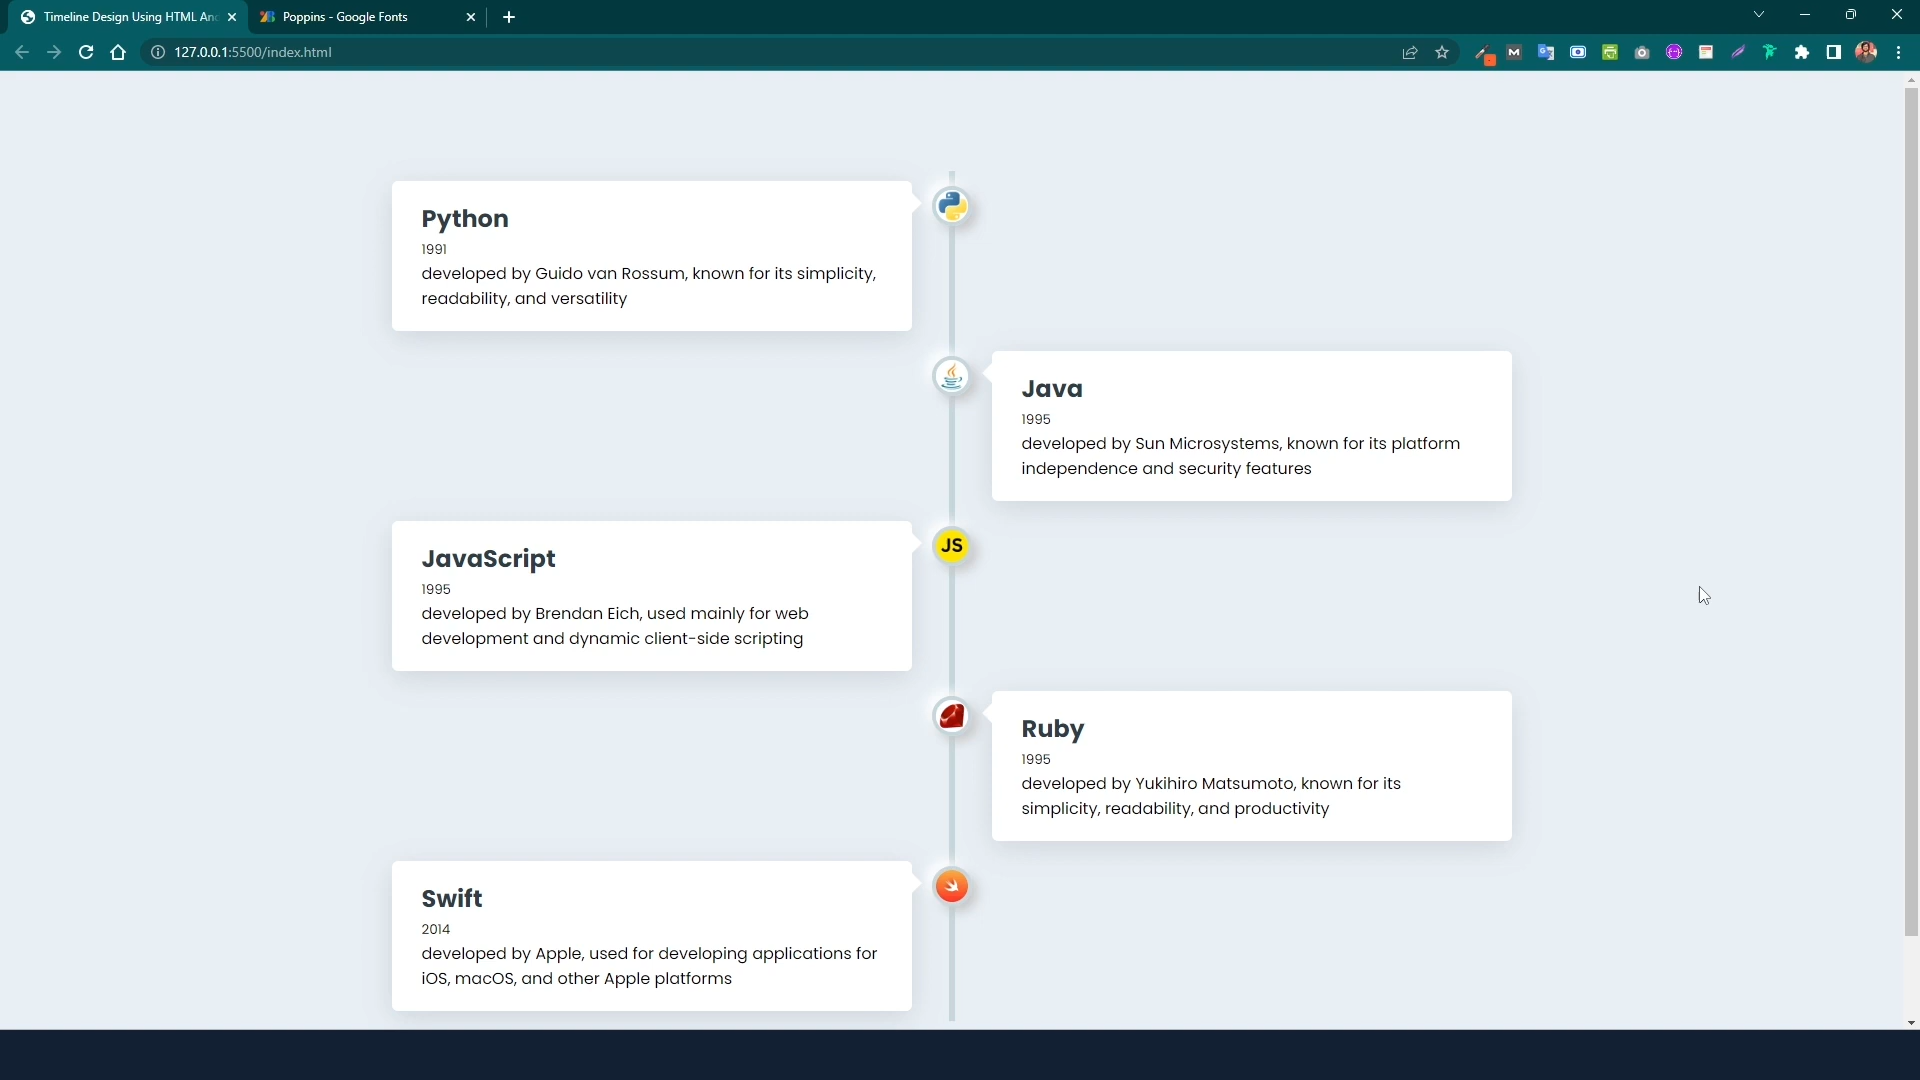 Timeline Design Using HTML An
Poppins - Google Fonts
127.0.0.1:5500/index.html
Python
1991
developed by Guido van Rossum, known for its simplicity,
readability, and versatility
Java
1995
developed by Sun Microsystems, known for its platform
independence and security features
JavaScript
1995
developed by Brendan Eich, used mainly for web
development and dynamic client-side scripting
JS
Ruby
1995
developed by Yukihiro Matsumoto, known for its
simplicity, readability, and productivity
Swift
2014
developed by Apple, used for developing applications for
iOS, macOS, and other Apple platforms